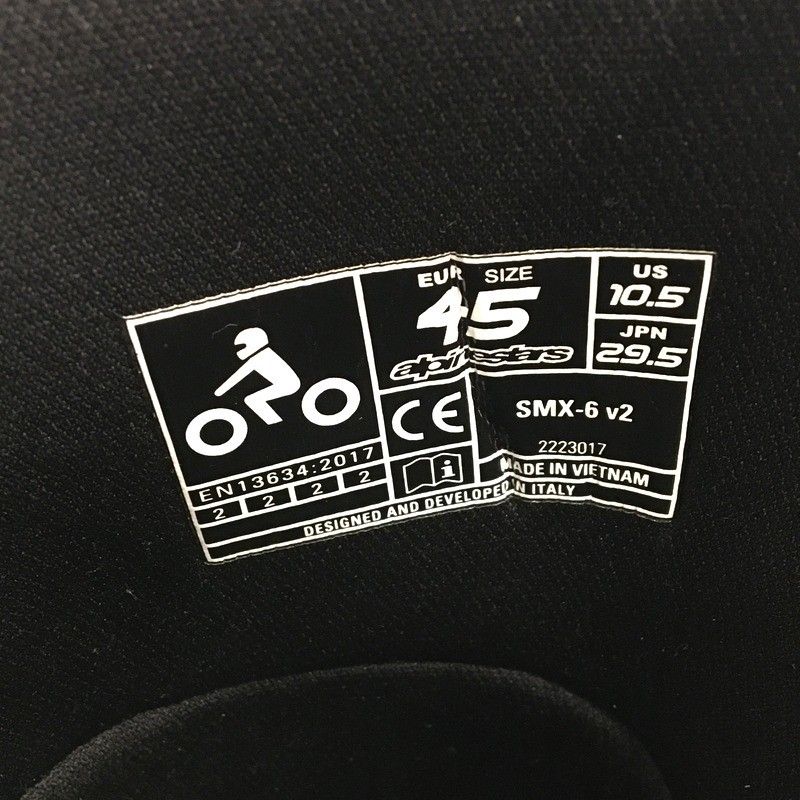 EUR SIZE
45
alpinestars
US
10.5
JPN
29.5
CE
SMX-6 v2
2223017
i
MADE IN VIETNAM
EN13634:2017
2 2 2 2
DESIGNED AND DEVELOPED IN ITALY